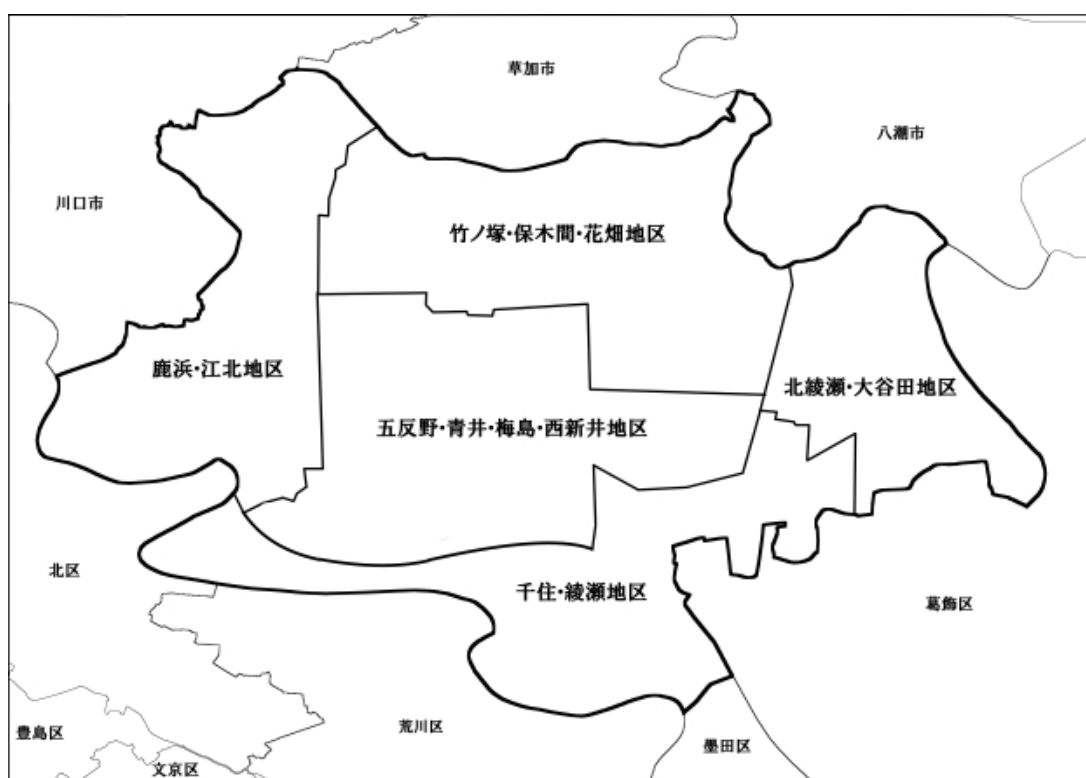 草加市
八潮市
川口市
竹ノ塚・保木間・花畑地区
鹿浜・江北地区
北綾瀬・大谷田地区
五反野・青井・梅島・西新井地区
北区
千住・綾瀬地区
葛飾区
豊島区
荒川区
墨田区
文京区